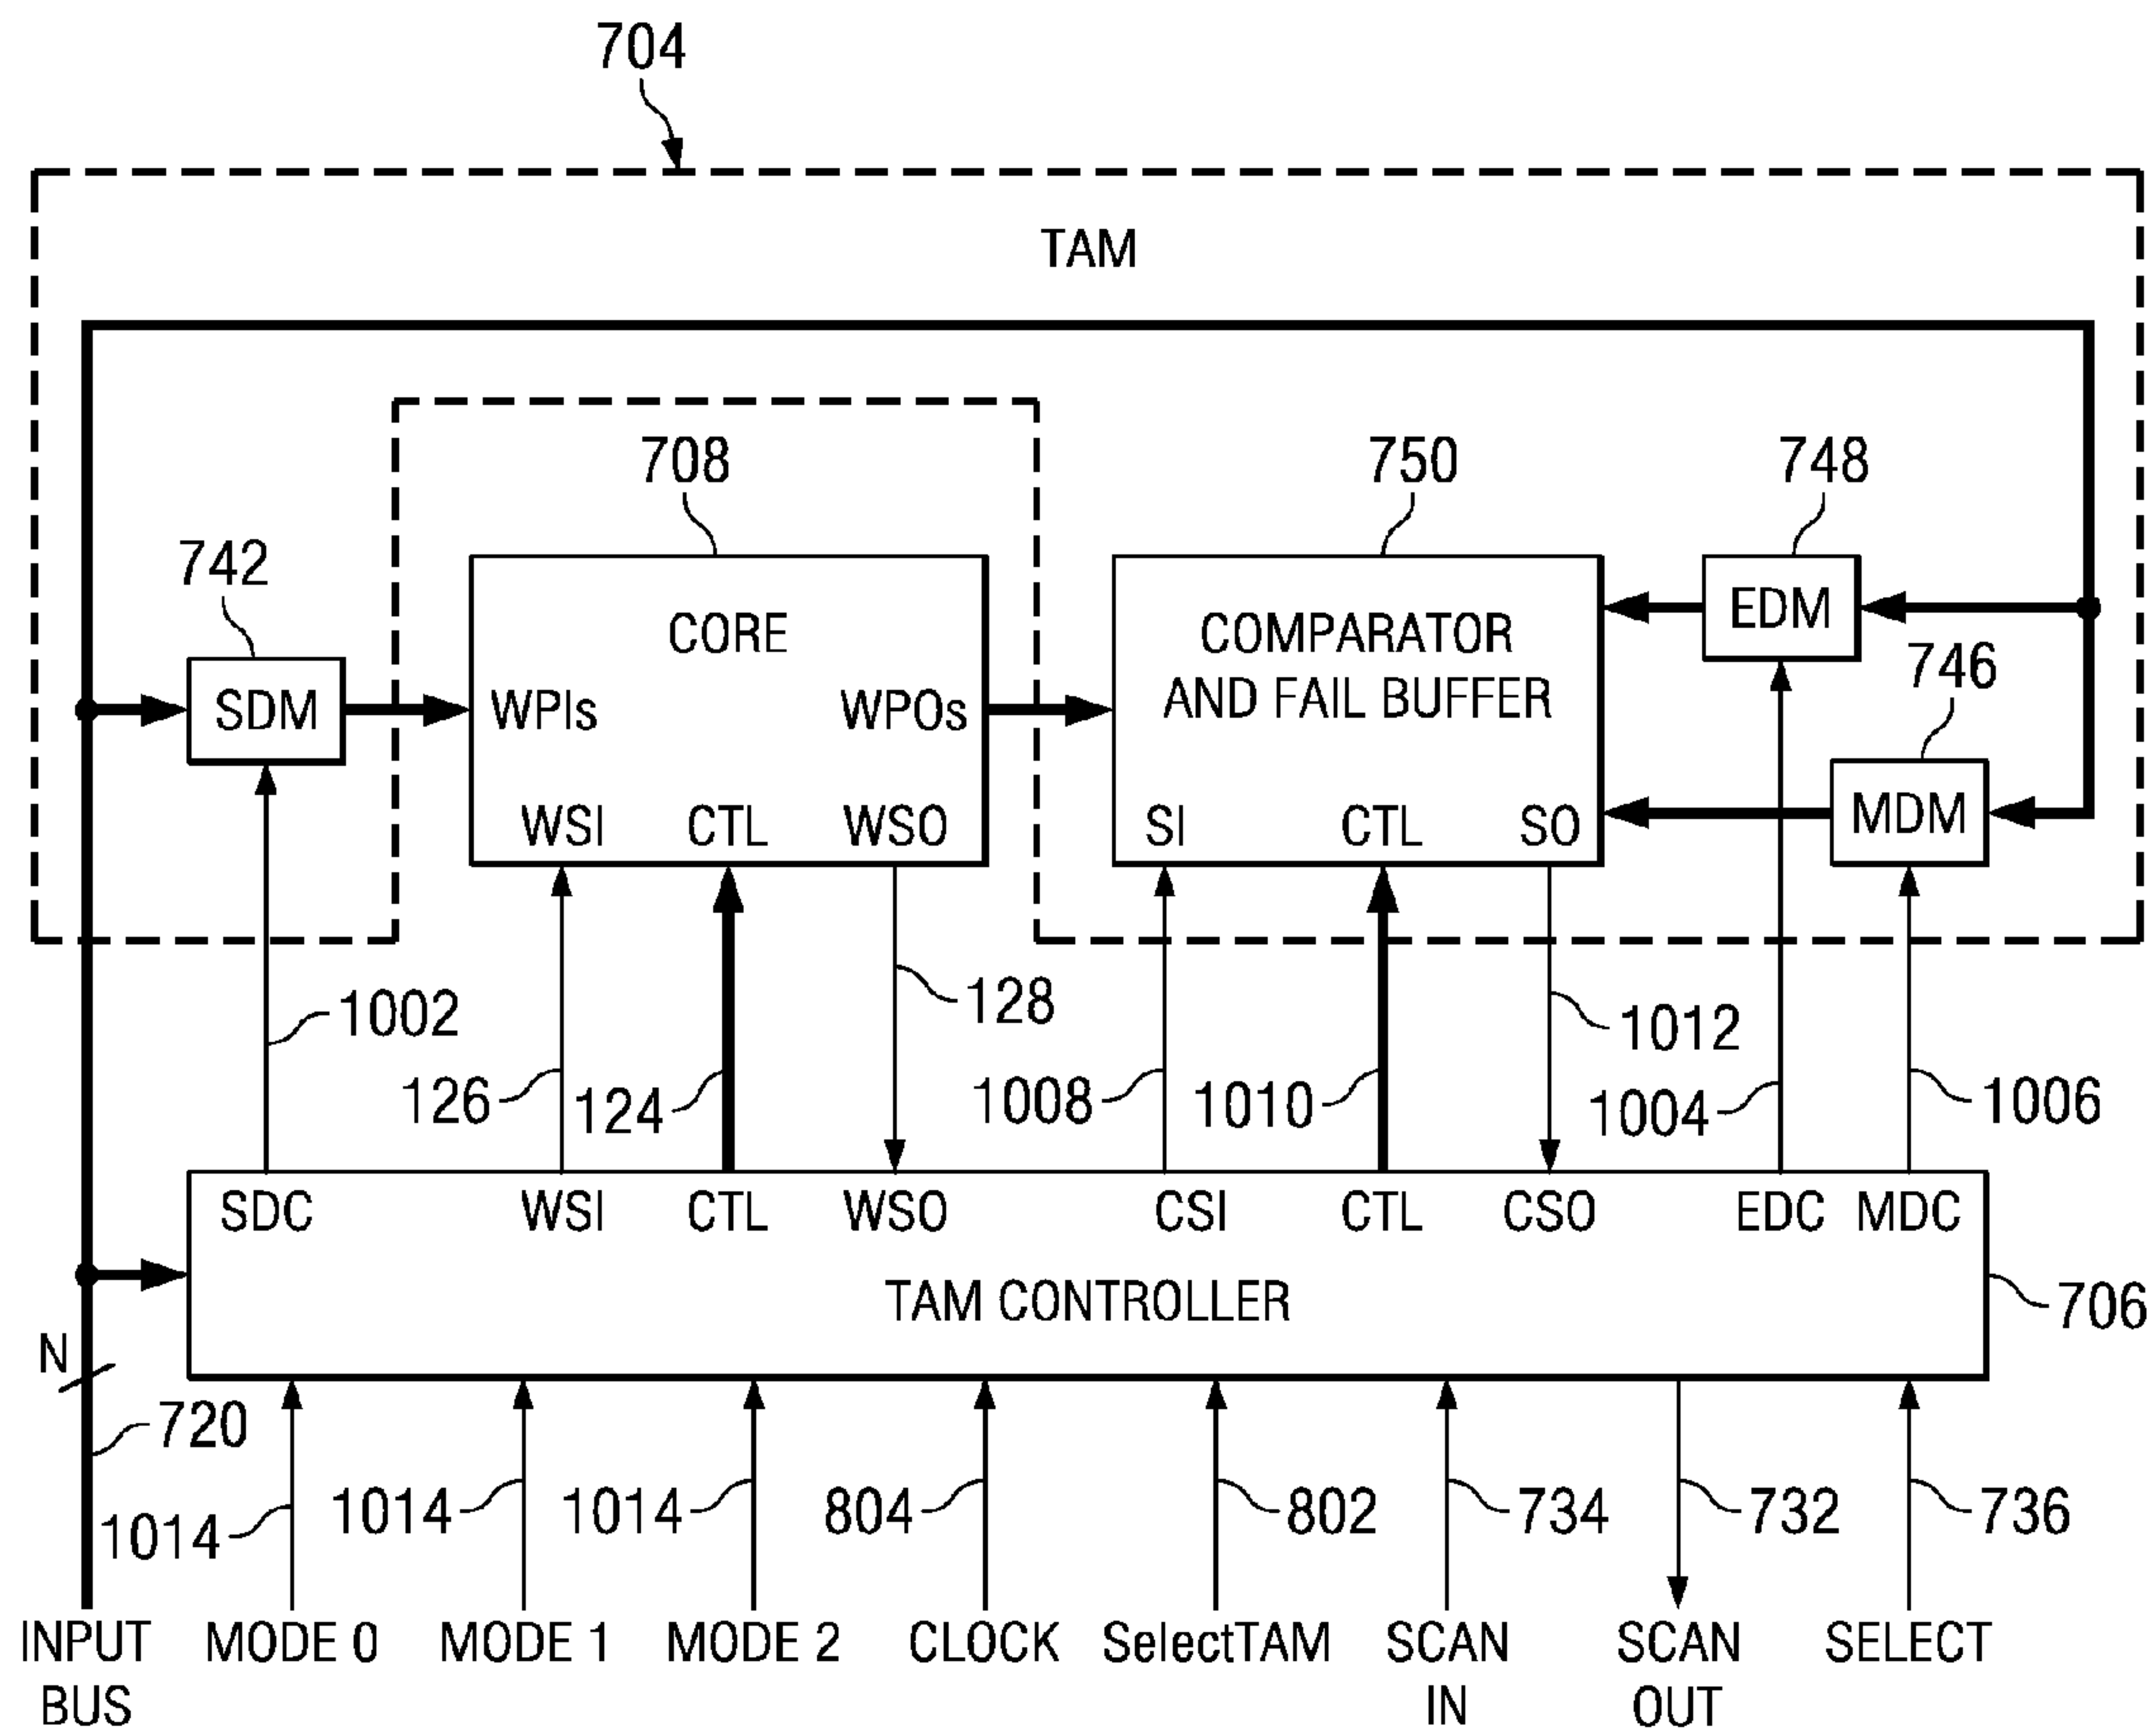 704
TAM
708
750
748
742
CORE
COMPARATOR
AND FAIL BUFFER
EDM
746
SDM
WPIs
WPOs
MDM
WSI
CTL
WSO
SI
CTL
SO
1002
126
124
128
1008
1010
1012
1004
1006
SDC
WSI
CTL
WSO
CSI
CTL
CSO
EDC
MDC
TAM CONTROLLER
706
N
720
1014
1014
1014
804
802
734
732
736
INPUT
BUS
MODE 0
MODE 1
MODE 2
CLOCK
SelectTAM
SCAN
IN
SCAN
OUT
SELECT